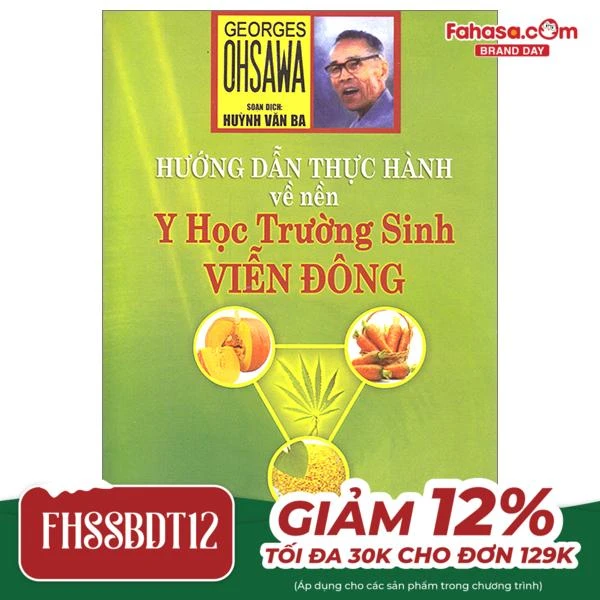 Fahasa.com
BRAND DAY
GEORGES
OHSAWA
SOẠN DỊCH:
HUỲNH VĂN BA
HƯỚNG DẪN THỰC HÀNH
về nền
Y Học Trường Sinh
VIỄN ĐÔNG
FHSSBDT12
GIẢM 12%
TỐI ĐA 30K CHO ĐƠN 129K
(Áp dụng cho các sản phẩm trong chương trình)